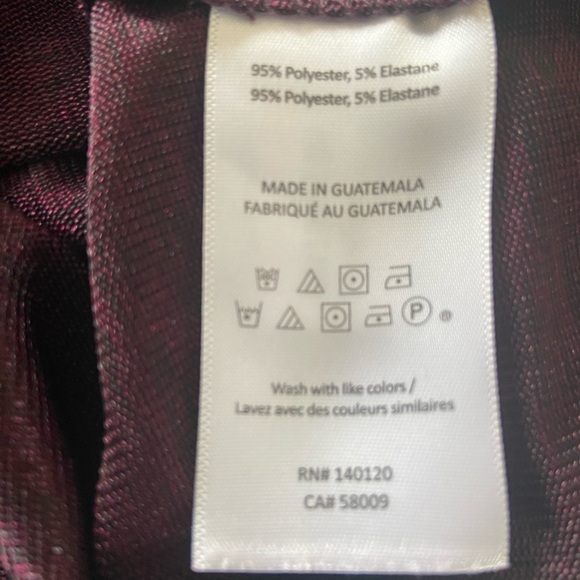 95% Polyester, 5% Elastane
95% Polyester, 5% Elastane
MADE IN GUATEMALA
FABRIQUÉ AU GUATEMALA
P
Wash with like colors /
Lavez avec des couleurs similaires
RN# 140120
CA# 58009